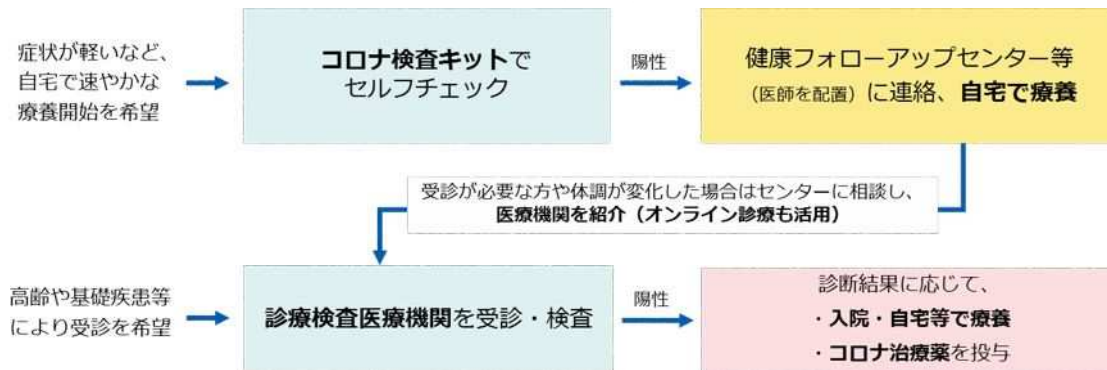 症状が軽いなど、
自宅で速やかな
療養開始を希望
コロナ検査キットで
セルフチェック
陽性
健康フォローアップセンター等
（医師を配置）に連絡、自宅で療養
受診が必要な方や体調が変化した場合はセンターに相談し、
医療機関を紹介（オンライン診療も活用）
高齢や基礎疾患等
により受診を希望
診療検査医療機関を受診・検査
陽性
診断結果に応じて、
・入院・自宅等で療養
・コロナ治療薬を投与